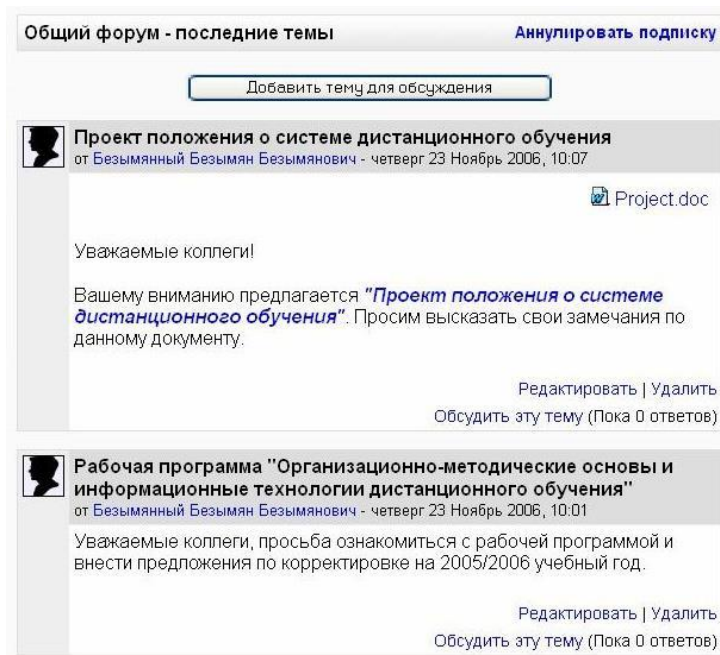 Общий форум - последние темы Аннулировать подписку
Добавить тему для обсуждения
Проект положения о системе дистанционного обучения
от Безымянный Безымян Безымянович - четверг 23 Ноябрь 2006, 10:07
Project.doc
Уважаемые коллеги!
Вашему вниманию предлагается "Проект положения о системе
дистанционного обучения". Просим высказать свои замечания по
данному документу.
Редактировать | Удалить
Обсудить эту тему (Пока 0 ответов)
Рабочая программа "Организационно-методические основы и
информационные технологии дистанционного обучения"
от Безымянный Безымян Безымянович - четверг 23 Ноябрь 2006, 10:01
Уважаемые коллеги, просьба ознакомиться с рабочей программой и
внести предложения по корректировке на 2005/2006 учебный год.
Редактировать | Удалить
Обсудить эту тему (Пока 0 ответов)